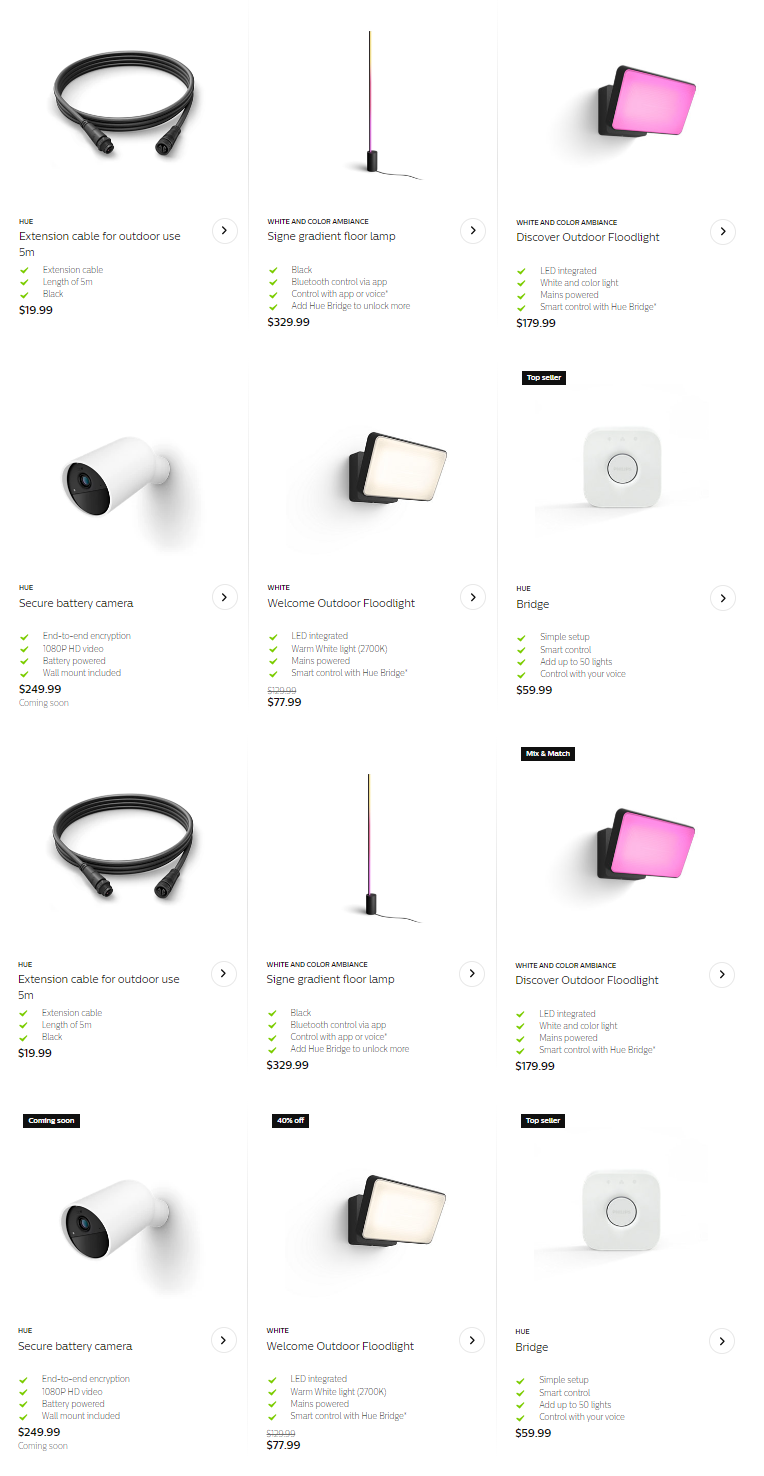 HUE
Extension cable for outdoor use
5m
Extension cable
Length of 5m
Black
$19.99
WHITE AND COLOR AMBIANCE
Signe gradient floor lamp
Black
Bluetooth control via app
Control with app or voice*
Add Hue Bridge to unlock more
$329.99
WHITE AND COLOR AMBIANCE
Discover Outdoor Floodlight
LED integrated
White and color light
Mains powered
Smart control with Hue Bridge*
$179.99
HUE
Secure battery camera
End-to-end encryption
1080P HD video
Battery powered
Wall mount included
$249.99
Coming soon
WHITE
Welcome Outdoor Floodlight
LED integrated
Warm White light (2700K)
Mains powered
Smart control with Hue Bridge*
$129.99
$77.99
Top seller
HUE
Bridge
Simple setup
Smart control
Add up to 50 lights
Control with your voice
$59.99
HUE
Extension cable for outdoor use
5m
Extension cable
Length of 5m
Black
$19.99
WHITE AND COLOR AMBIANCE
Signe gradient floor lamp
Black
Bluetooth control via app
Control with app or voice*
Add Hue Bridge to unlock more
$329.99
Mix & Match
WHITE AND COLOR AMBIANCE
Discover Outdoor Floodlight
LED integrated
White and color light
Mains powered
Smart control with Hue Bridge*
$179.99
Coming soon
HUE
Secure battery camera
End-to-end encryption
1080P HD video
Battery powered
Wall mount included
$249.99
Coming soon
40% off
WHITE
Welcome Outdoor Floodlight
LED integrated
Warm White light (2700K)
Mains powered
Smart control with Hue Bridge*
$129.99
$77.99
Top seller
HUE
Bridge
Simple setup
Smart control
Add up to 50 lights
Control with your voice
$59.99